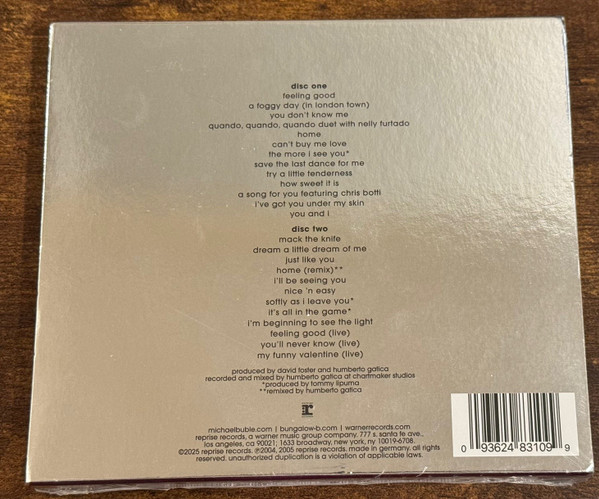 disc one
feeling good
a foggy day (in london town)
you don't know me
quando, quando, quando duet with nelly furtado
home
can't buy me love
the more i see you*
save the last dance for me
try a little tenderness
how sweet it is
a song for you featuring chris botti
i've got you under my skin
you and i
disc two
mack the knife
dream a little dream of me
just like you
home (remix)**
i'll be seeing you
nice 'n easy
softly as i leave you*
it's all in the game*
i'm beginning to see the light
feeling good (live)
you'll never know (live)
my funny valentine (live)
produced by david foster and humberto gatica
recorded and mixed by humberto gatica at chartmaker studios
*produced by tommy lipuma
**remixed by humberto gatica
michaelbuble.com | bungalow-b.com | warnerrecords.com
reprise records, a warner music group company. 777 s. santa fe ave.,
los angeles, ca 90021; 1633 broadway, new york, ny 10019-6708.
©2025 reprise records. ℗2004, 2005 reprise records. made in germany. all rights
reserved. unauthorized duplication is a violation of applicable laws.
0 93624 83109 9